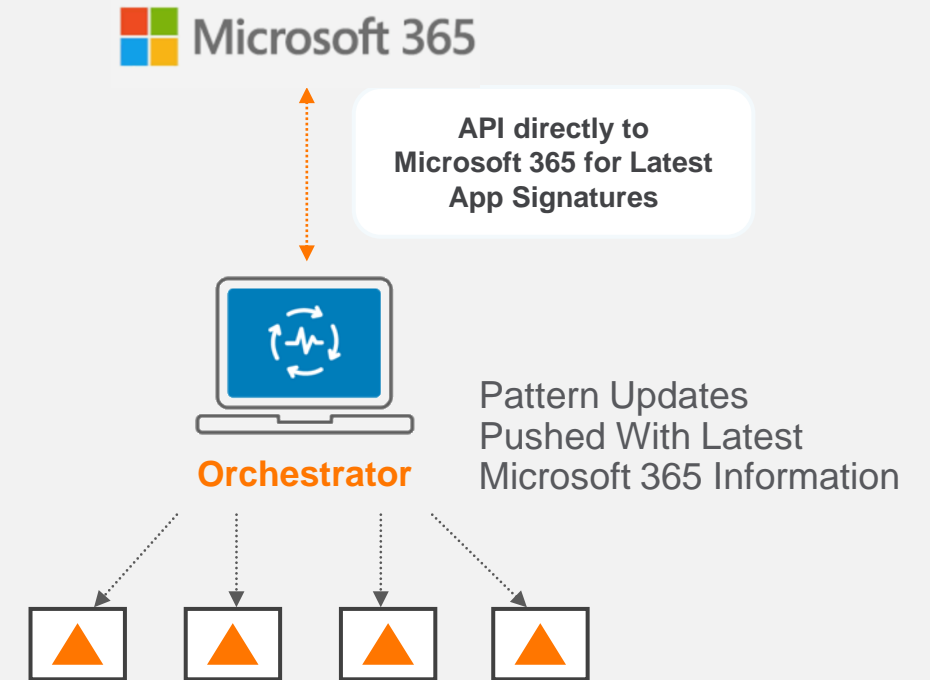 Microsoft 365
API directly to
Microsoft 365 for Latest
App Signatures
Pattern Updates
Pushed With Latest
Microsoft 365 Information
Orchestrator